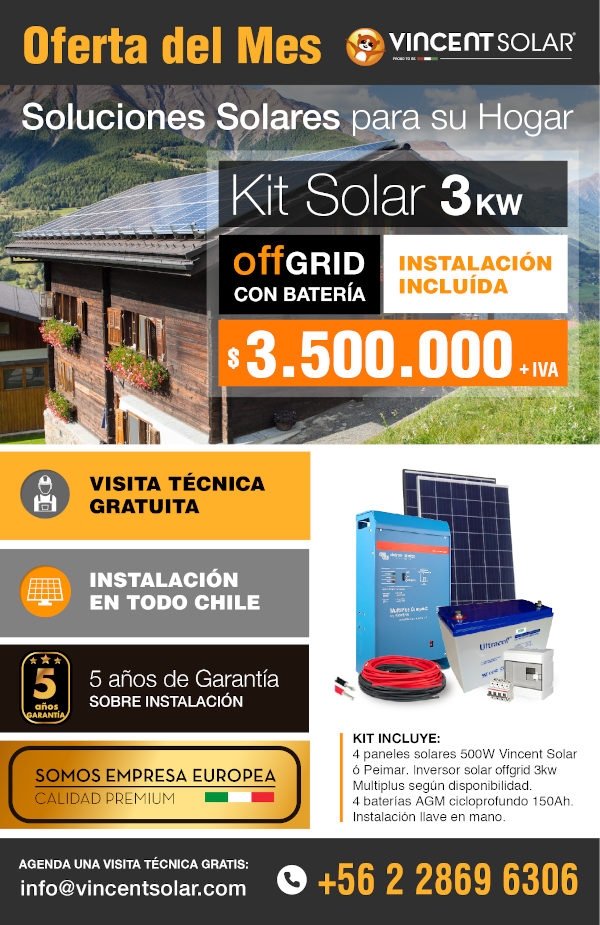 Oferta del Mes
VINCENTSOLAR®
Soluciones Solares para su Hogar
Kit Solar 3KW
offGRID
CON BATERÍA
INSTALACIÓN
INCLUÍDA
$ 3.500.000 + IVA
VISITA TÉCNICA
GRATUITA
INSTALACIÓN
EN TODO CHILE
5
años
GARANTÍA
5 años de Garantía
SOBRE INSTALACIÓN
SOMOS EMPRESA EUROPEA
CALIDAD PREMIUM
Ultracell
KIT INCLUYE:
4 paneles solares 500W Vincent Solar
ó Peimar. Inversor solar offgrid 3kw
Multiplus según disponibilidad.
4 baterías AGM cicloprofundo 150Ah.
Instalación llave en mano.
AGENDA UNA VISITA TÉCNICA GRATIS:
info@vincentsolar.com
+56 2 2869 6306